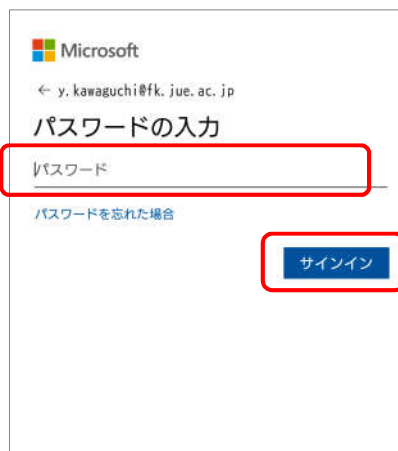 Microsoft
← y.kawaguchi@fk.jue.ac.jp
パスワードの入力
パスワード
パスワードを忘れた場合
サインイン